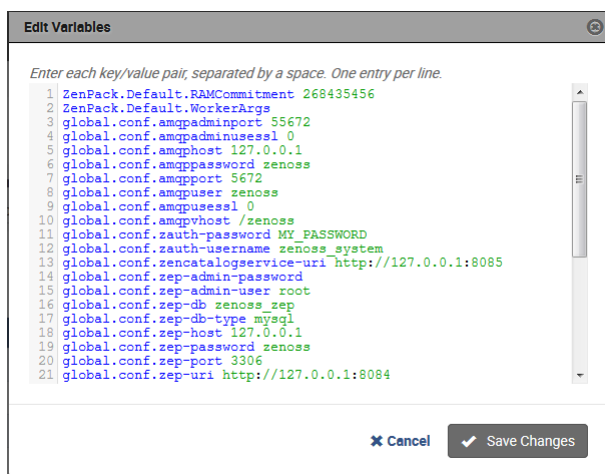 Edit Variables
Enter each key/value pair, separated by a space. One entry per line.
1 ZenPack.Default.RAMCommitment 268435456
2 ZenPack.Default.WorkerArgs
3 global.conf.amqpadminport 55672
4 global.conf.amqpadminusessl 0
5 global.conf.amqphost 127.0.0.1
6 global.conf.amqppassword zenoss
7 global.conf.amqpport 5672
8 global.conf.amqpuser zenoss
9 global.conf.amqpusessl 0
10 global.conf.amqpvhost /zenoss
11 global.conf.zauth-password MY_PASSWORD
12 global.conf.zauth-username zenoss_system
13 global.conf.zencatalogservice-uri http://127.0.0.1:8085
14 global.conf.zep-admin-password
15 global.conf.zep-admin-user root
16 global.conf.zep-db zenoss_zep
17 global.conf.zep-db-type mysql
18 global.conf.zep-host 127.0.0.1
19 global.conf.zep-password zenoss
20 global.conf.zep-port 3306
21 global.conf.zep-uri http://127.0.0.1:8084
Cancel Save Changes